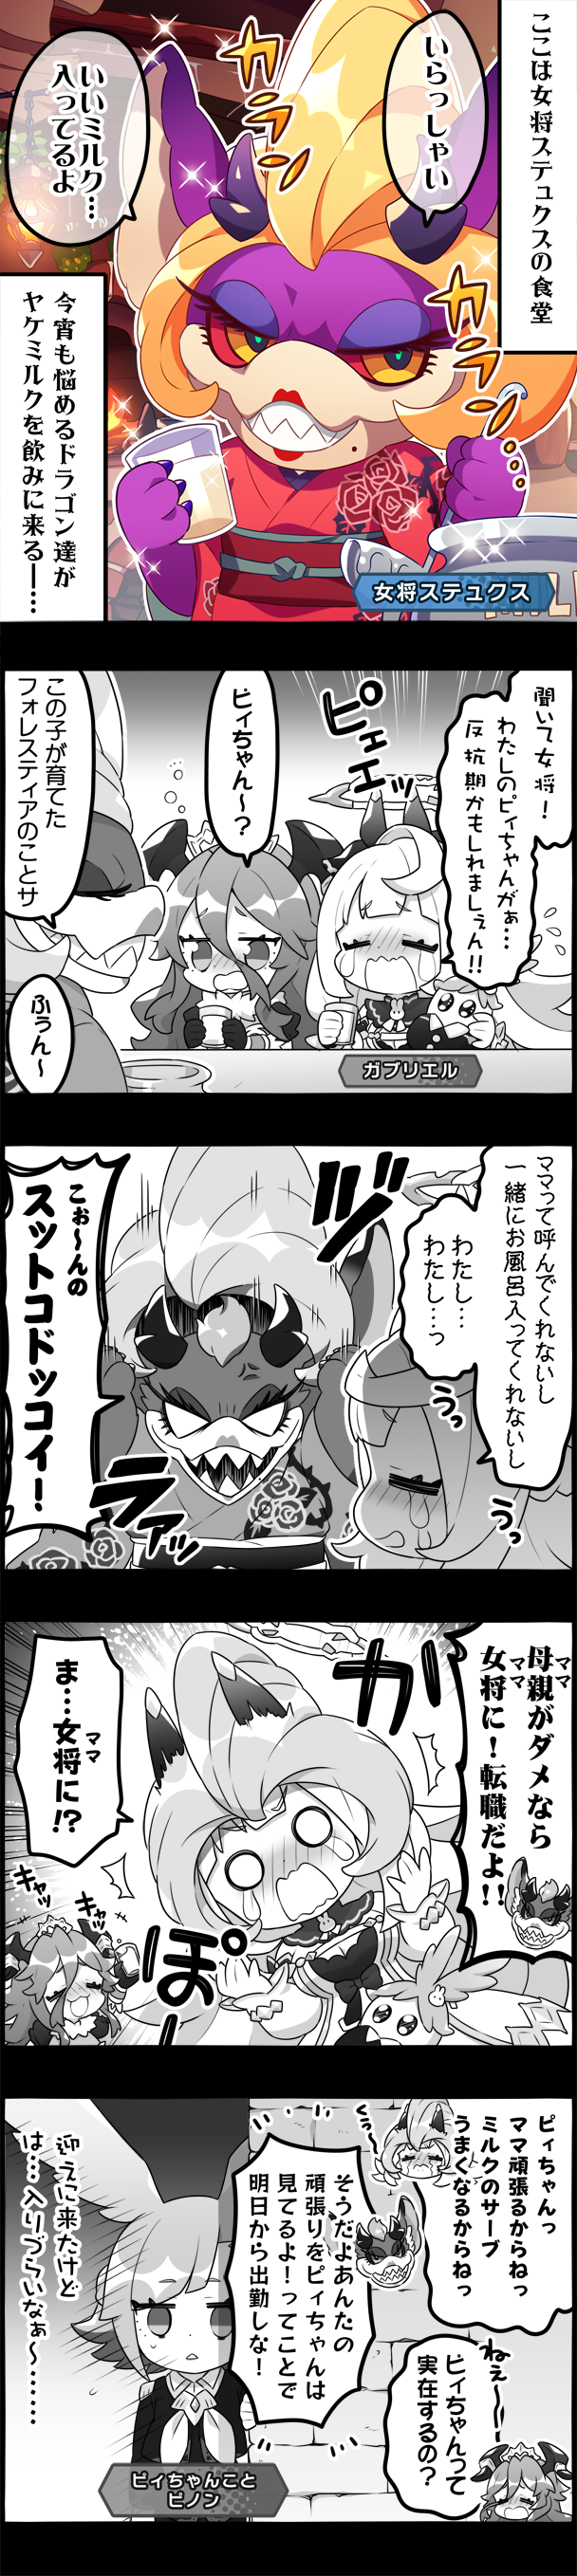 ここは女将ステュクスの食堂
いらっしゃい
カラン
カラン…
いいミルク…
入ってるよ
今宵も悩めるドラゴン達が
ヤケミルクを飲みに来るー…
女将ステュクス
聞いて女将!
わたしのピィちゃんがぁ…
反抗期かもしれましぇん!!
ピエエッ
ピィちゃん〜?
この子が育てた
フォレスティアのことサ
ふぅん〜
ガブリエル
ママって呼んでくれないし
一緒にお風呂入ってくれないし
わたし…
わたし…っ
うっ
うっ
こぉ〜んの
スットコドッコイ!
ラァッ
母親がダメなら
ママ
女将に!転職だよ!!
ママ
カ
ぽー
ま…女将に!?
ママ
キャッ
キャッ
ピィちゃんっ
ママ頑張るからねっ
ミルクのサーブ
うまくなるからねっ
ぐぅ〜
そうだよあんたの
頑張りをピィちゃんは
見てるよ!ってことで
明日から出勤しな!
ねぇ〜
ピィちゃんって
実在するの?
迎えに来たけど
は…入りづらいなぁ〜……
ピィちゃんこと
ピノン